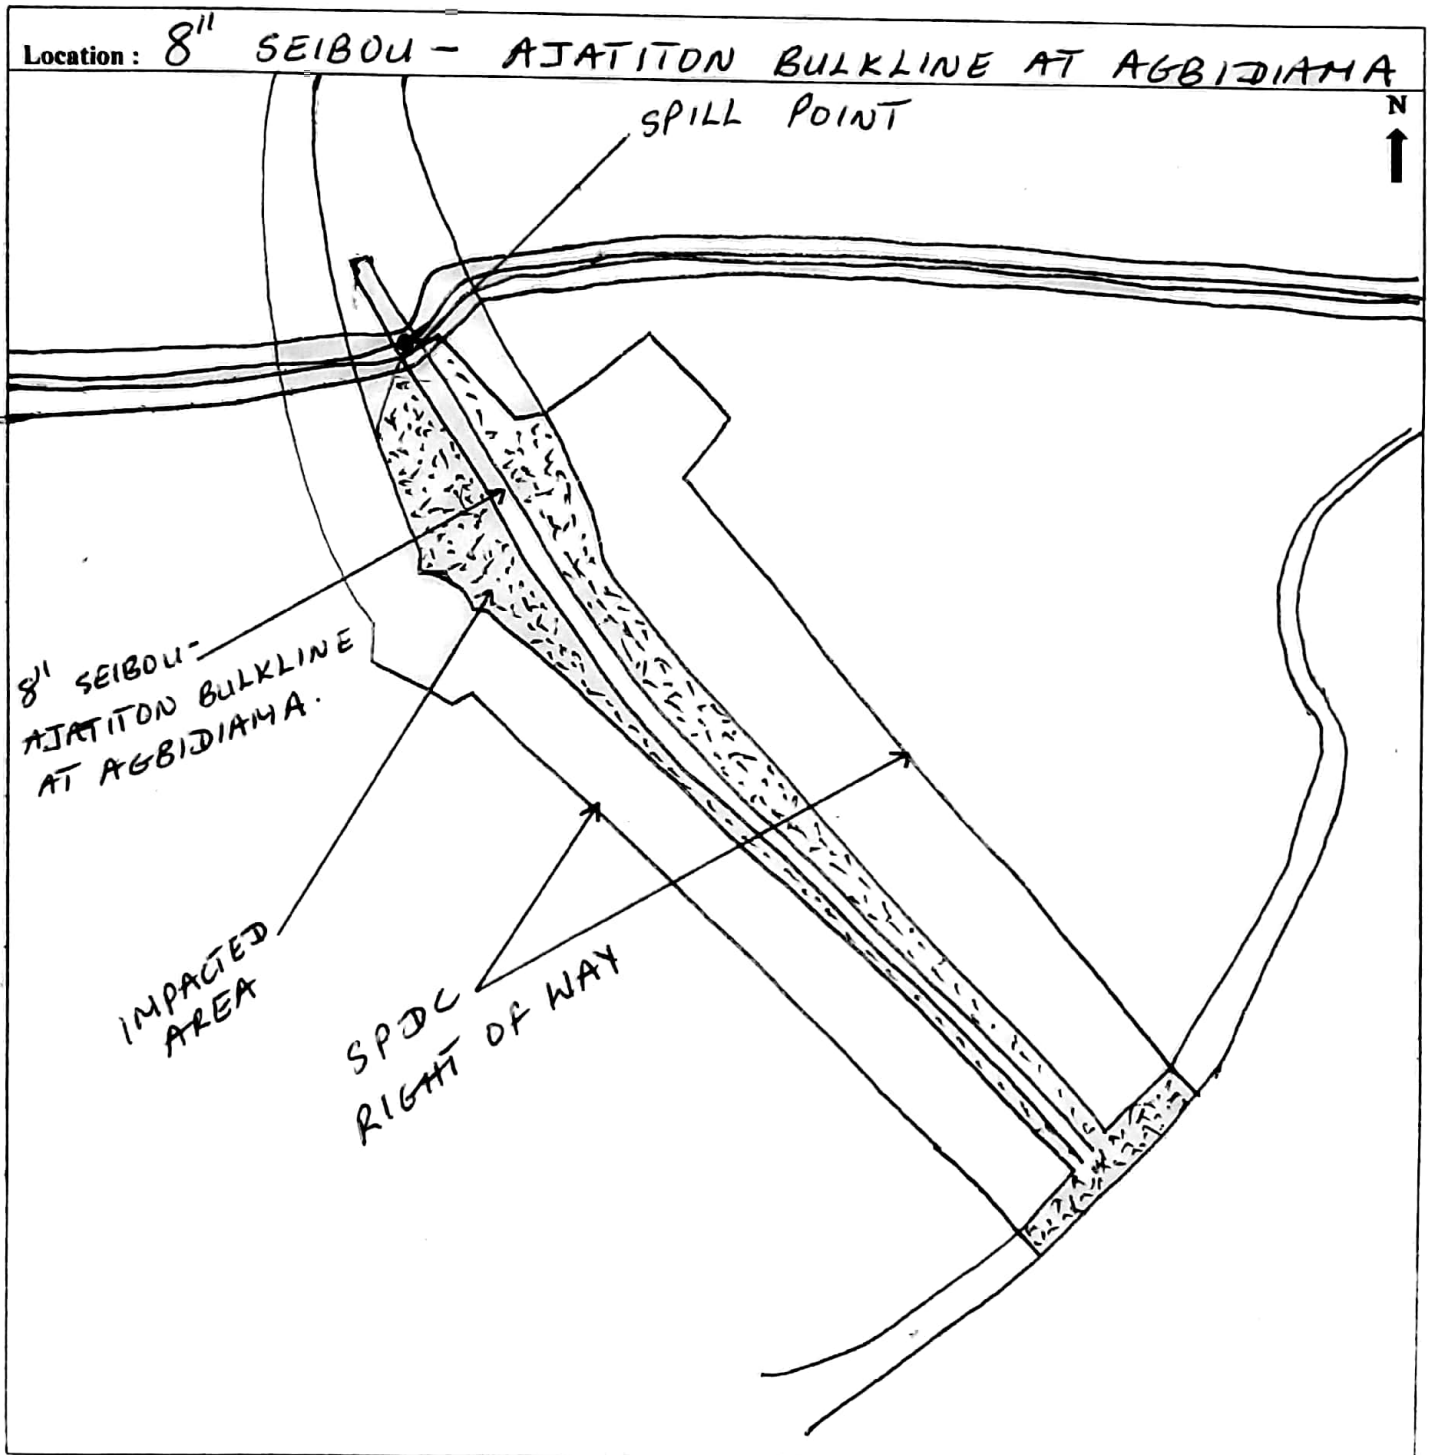 Location : 8" SEIBOU - AJATITON BULKLINE AT AGBIDIAMA
SPILL POINT
N
8" SEIBOU-
AJATITON BULKLINE
AT AGBIDIAMA.
IMPACTED
AREA
SPDC
RIGHT OF WAY